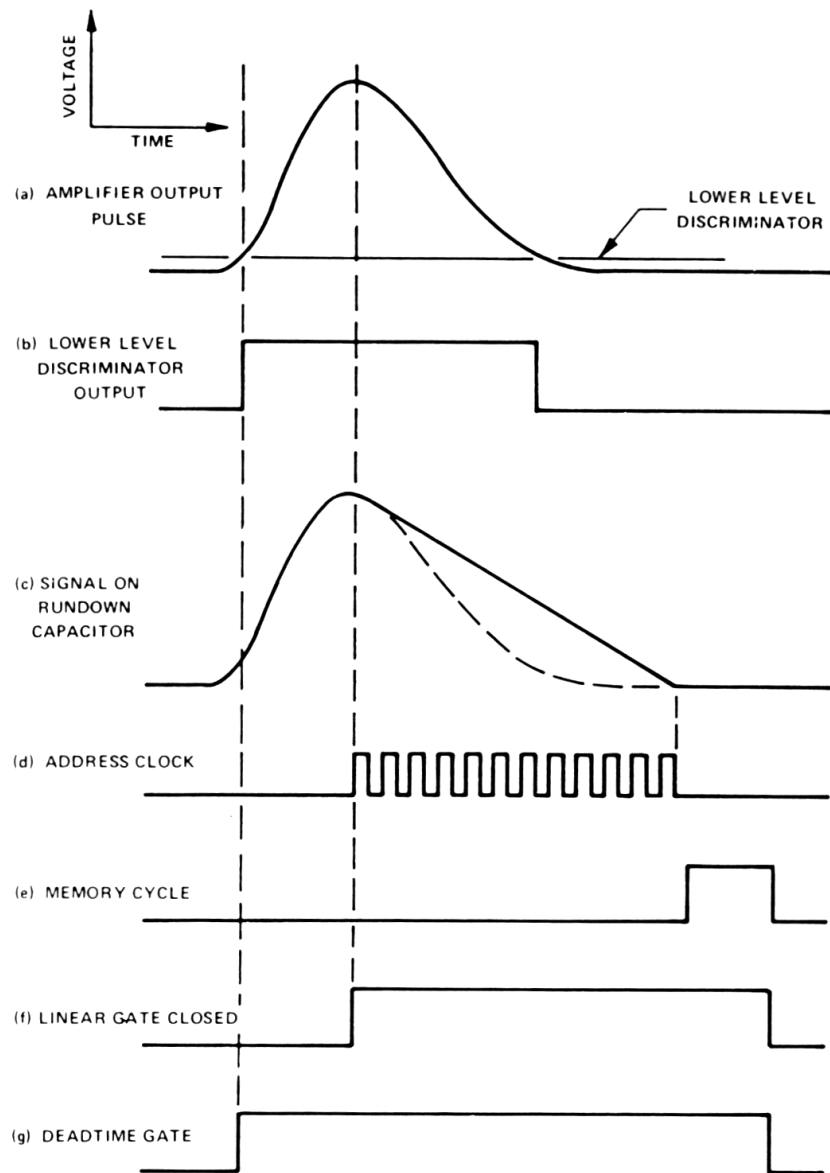 VOLTAGE
TIME
(a) AMPLIFIER OUTPUT
PULSE
LOWER LEVEL
DISCRIMINATOR
(b) LOWER LEVEL
DISCRIMINATOR
OUTPUT
(c) SIGNAL ON
RUNDOWN
CAPACITOR
(d) ADDRESS CLOCK
(e) MEMORY CYCLE
(f) LINEAR GATE CLOSED
(g) DEADTIME GATE